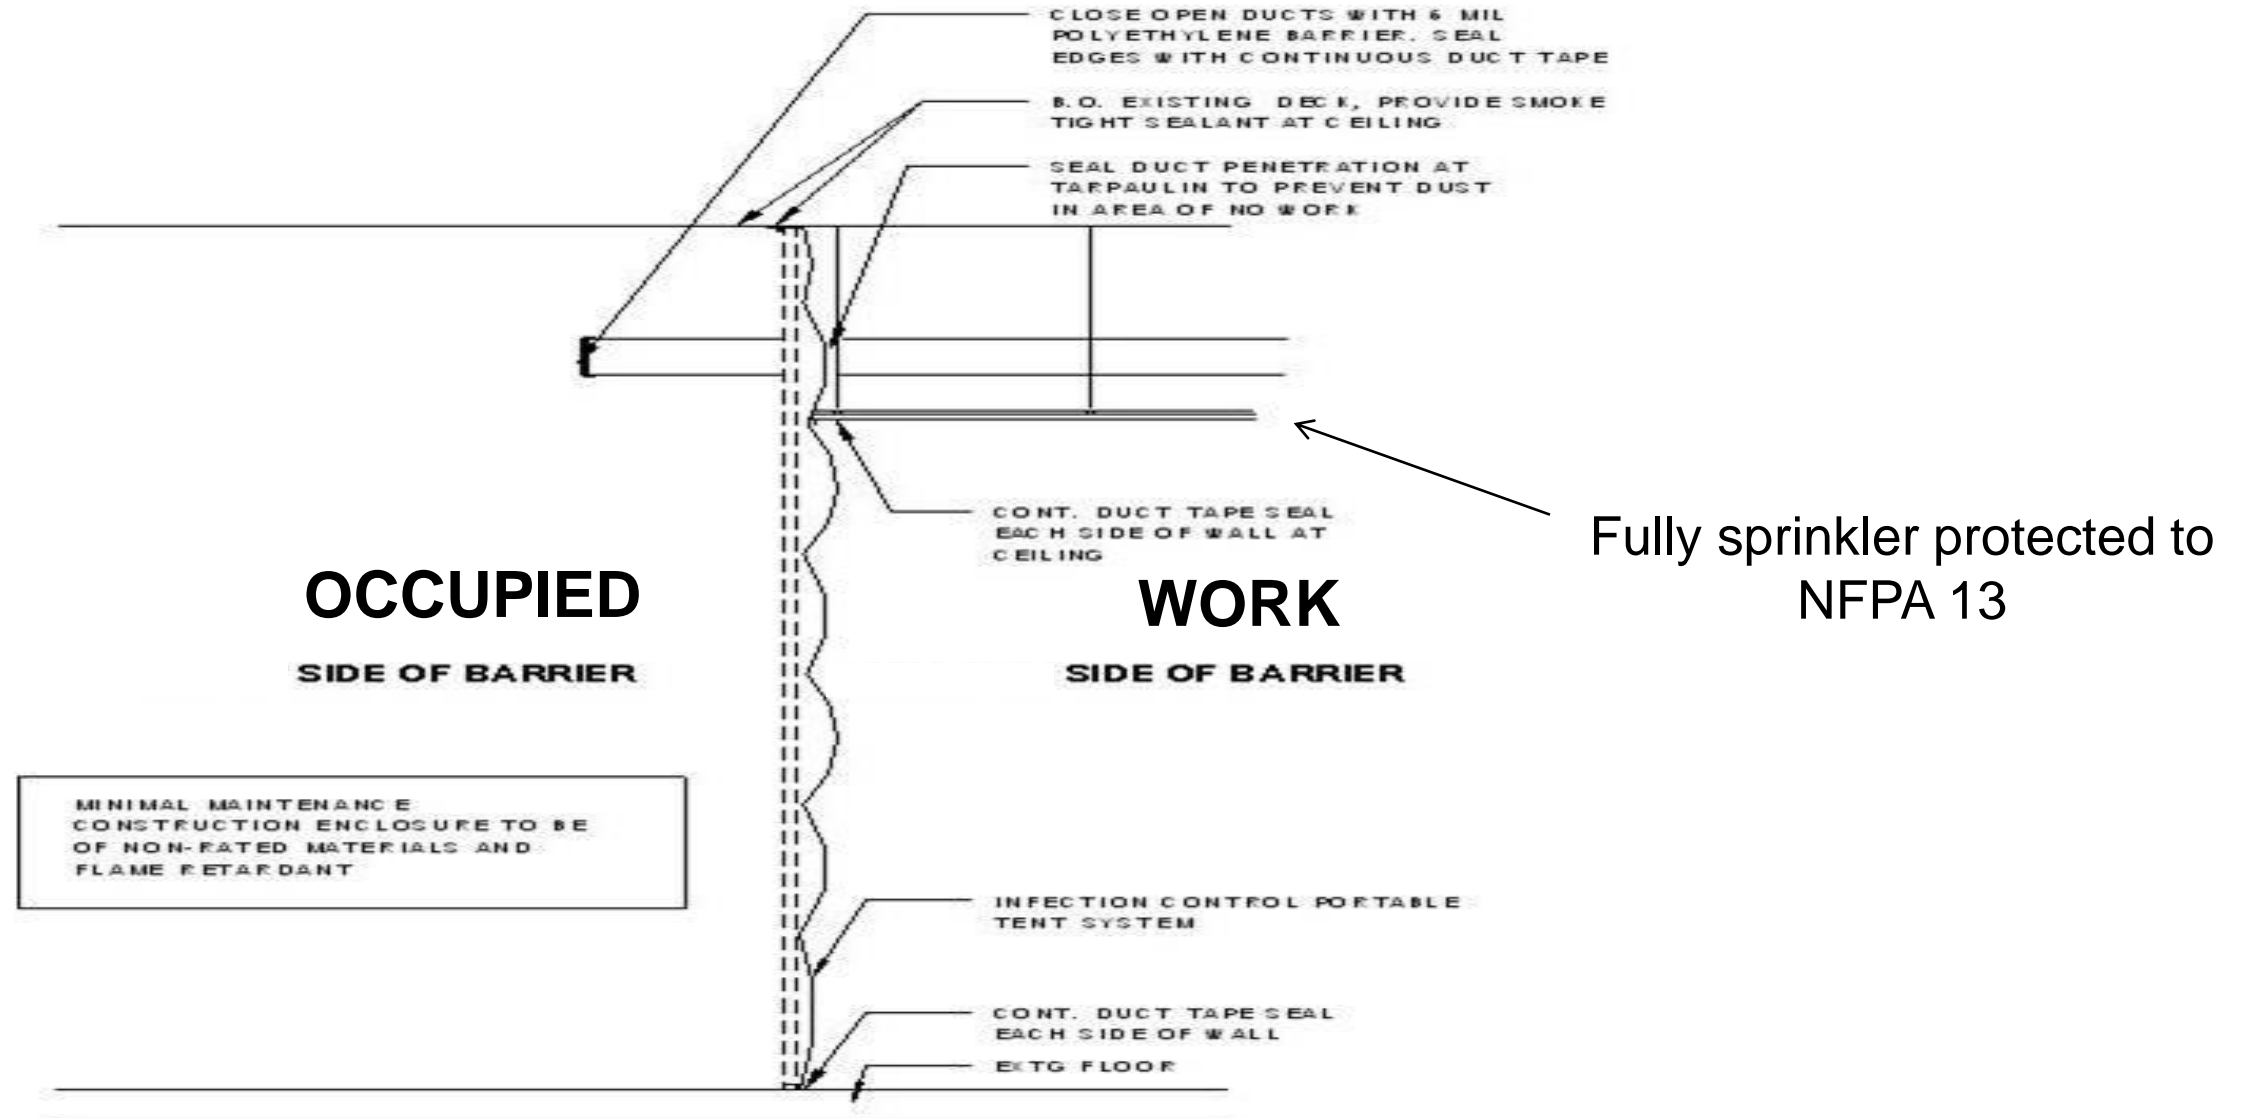 CLOSE OPEN DUCTS WITH 6 MIL
POLYETHYLENE BARRIER. SEAL
EDGES WITH CONTINUOUS DUCT TAPE
B.O. EXISTING DECK, PROVIDE SMOKE
TIGHT SEALANT AT CEILING
SEAL DUCT PENETRATION AT
TARPAULIN TO PREVENT DUST
IN AREA OF NO WORK
CONT. DUCT TAPE SEAL
EACH SIDE OF WALL AT
CEILING
Fully sprinkler protected to
NFPA 13
OCCUPIED
SIDE OF BARRIER
WORK
SIDE OF BARRIER
MINIMAL MAINTENANCE
CONSTRUCTION ENCLOSURE TO BE
OF NON-RATED MATERIALS AND
FLAME RETARDANT
INFECTION CONTROL PORTABLE
TENT SYSTEM
CONT. DUCT TAPE SEAL
EACH SIDE OF WALL
EXTG FLOOR